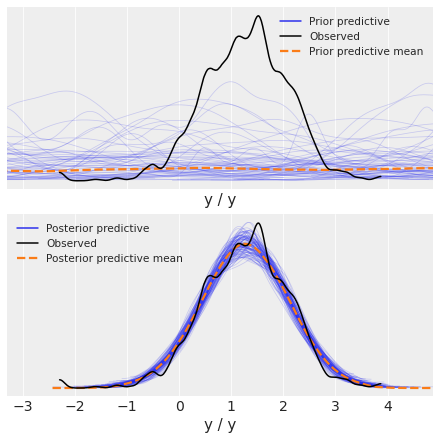 Prior predictive
Observed
Prior predictive mean
y / y
Posterior predictive
Observed
Posterior predictive mean
−3 −2 −1 0 1 2 3 4
y / y